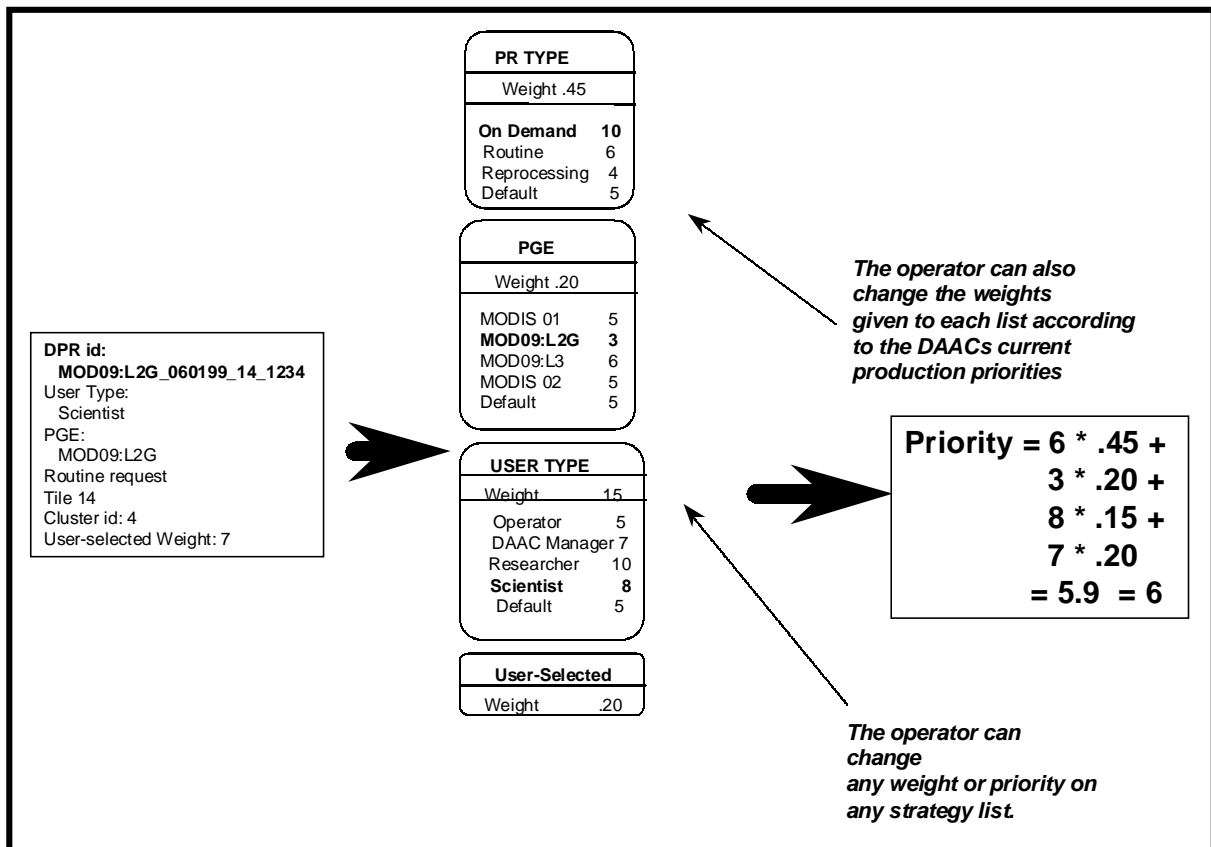 PR TYPE
Weight .45
On Demand 10
Routine 6
Reprocessing 4
Default 5
PGE
Weight .20
MODIS 01 5
MOD09:L2G 3
MOD09:L3 6
MODIS 02 5
Default 5
DPR id:
MOD09:L2G_060199_14_1234
User Type:
Scientist
PGE:
MOD09:L2G
Routine request
Tile 14
Cluster id: 4
User-selected Weight: 7
USER TYPE
Weight 15
Operator 5
DAAC Manager 7
Researcher 10
Scientist 8
Default 5
User-Selected
Weight .20
The operator can also
change the weights
given to each list according
to the DAACs current
production priorities
Priority = 6 * .45 +
3 * .20 +
8 * .15 +
7 * .20
= 5.9 = 6
The operator can
change
any weight or priority on
any strategy list.